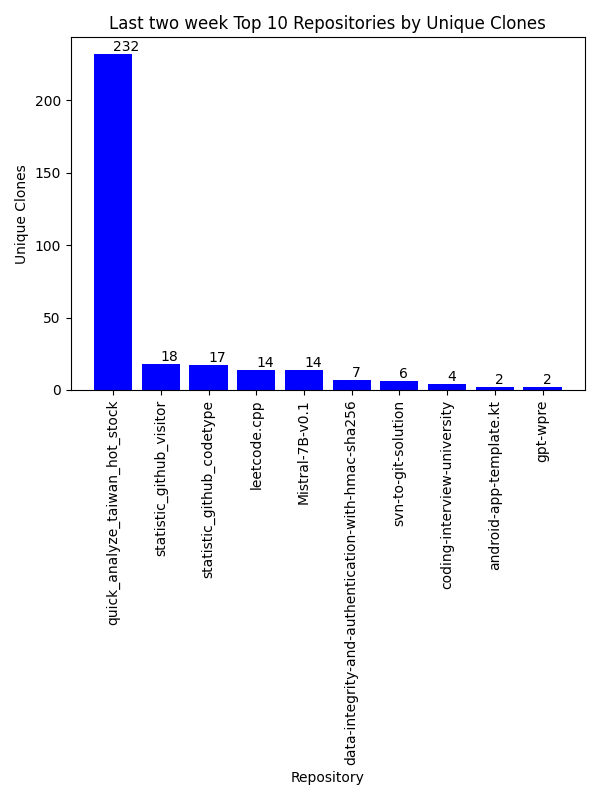 Last two week Top 10 Repositories by Unique Clones
Unique Clones
200
150
100
50
0
232
18
17
14
14
7
6
4
2
2
quick_analyze_taiwan_hot_stock
statistic_github_visitor
statistic_github_codetype
leetcode.cpp
Mistral-7B-v0.1
data-integrity-and-authentication-with-hmac-sha256
svn-to-git-solution
coding-interview-university
android-app-template.kt
gpt-wpre
Repository